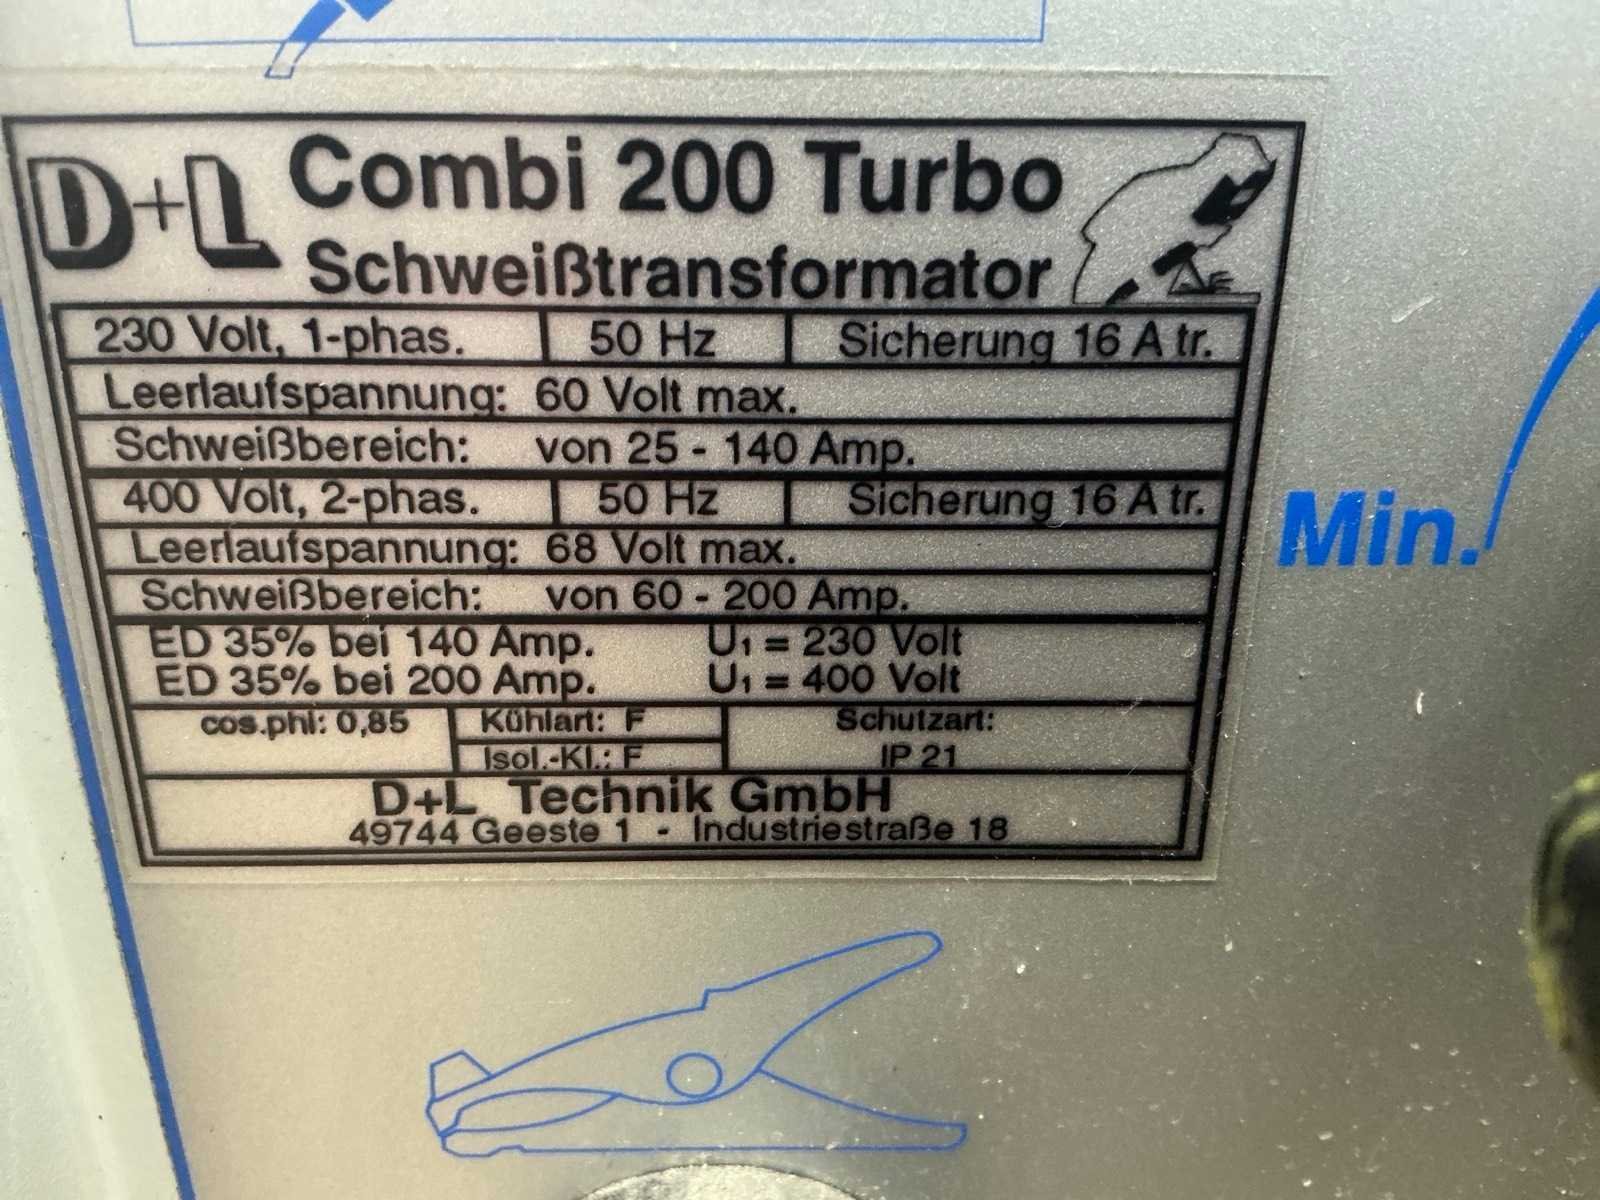 D+L Combi 200 Turbo
Schweißtransformator
230 Volt, 1-phas. 50 Hz Sicherung 16 A tr.
Leerlaufspannung: 60 Volt max.
Schweißbereich: von 25 - 140 Amp.
400 Volt, 2-phas. 50 Hz Sicherung 16 A tr.
Leerlaufspannung: 68 Volt max.
Schweißbereich: von 60 - 200 Amp.
ED 35% bei 140 Amp. U1 = 230 Volt
ED 35% bei 200 Amp. U1 = 400 Volt
cos.phi: 0,85 Kühlart: F Schutzart:
Isol.-Kl.: F IP 21
D+L Technik GmbH
49744 Geeste 1 - Industriestraße 18
Min.